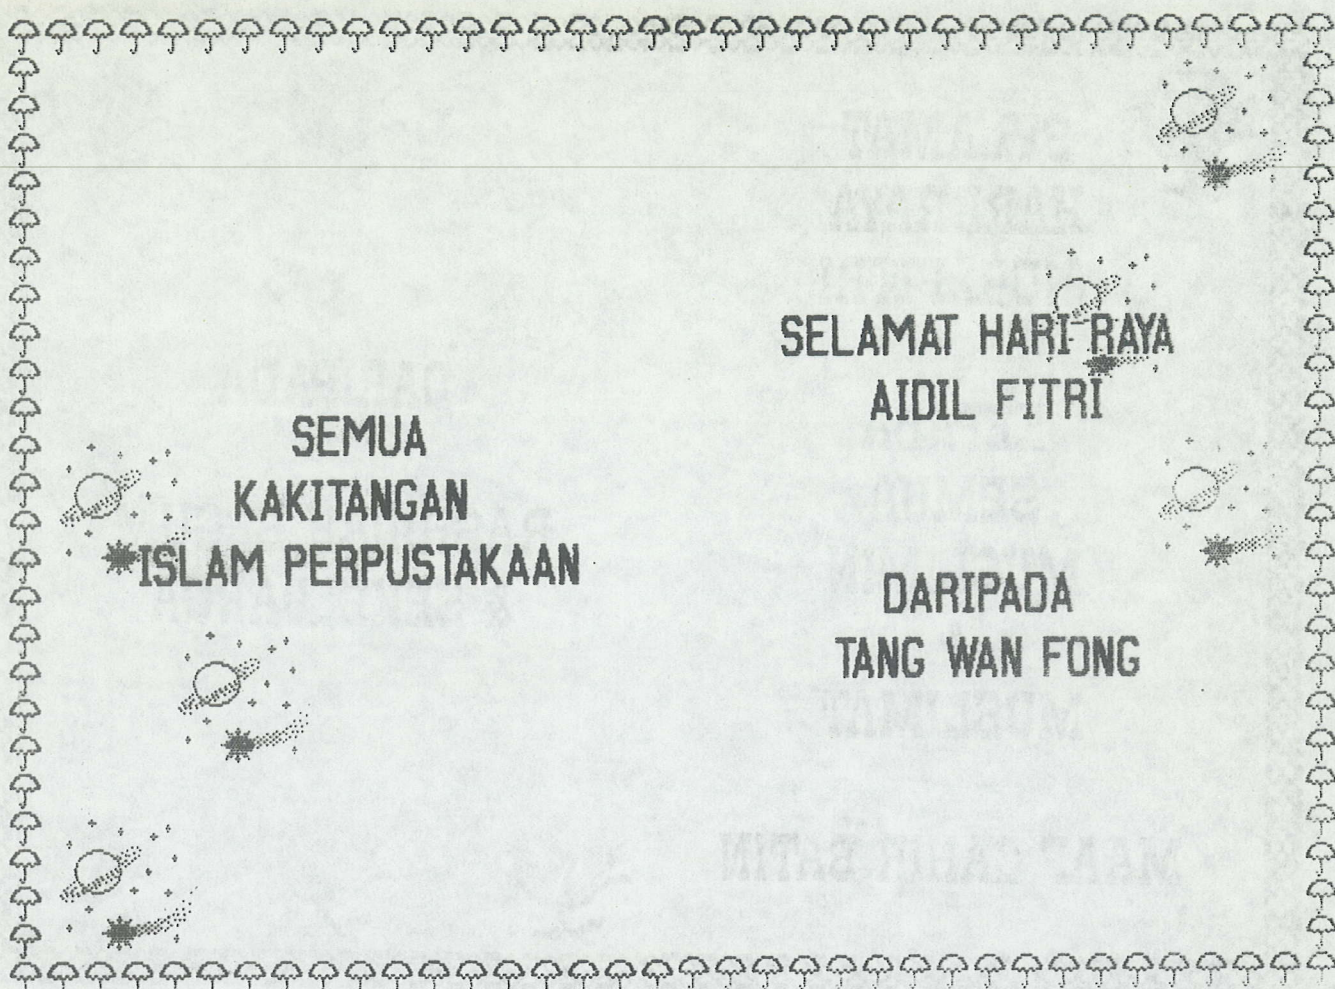 SEMUA
KAKITANGAN
ISLAM PERPUSTAKAAN
SELAMAT HARI RAYA
AIDIL FITRI
DARIPADA
TANG WAN FONG